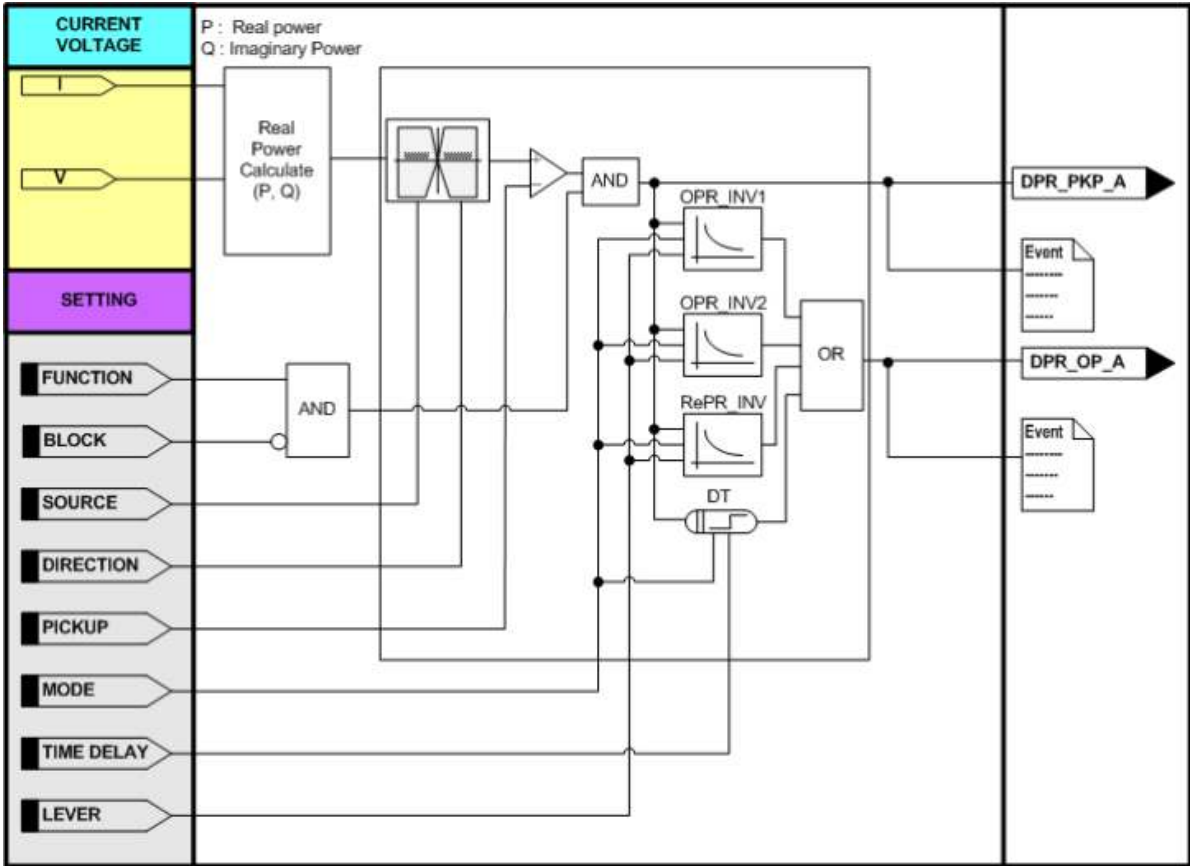 CURRENT
VOLTAGE
P : Real power
Q : Imaginary Power
I
V
Real
Power
Calculate
(P, Q)
AND
DPR_PKP_A
OPR_INV1
Event
SETTING
OPR_INV2
OR
DPR_OP_A
FUNCTION
AND
RePR_INV
Event
BLOCK
DT
SOURCE
DIRECTION
PICKUP
MODE
TIME DELAY
LEVER